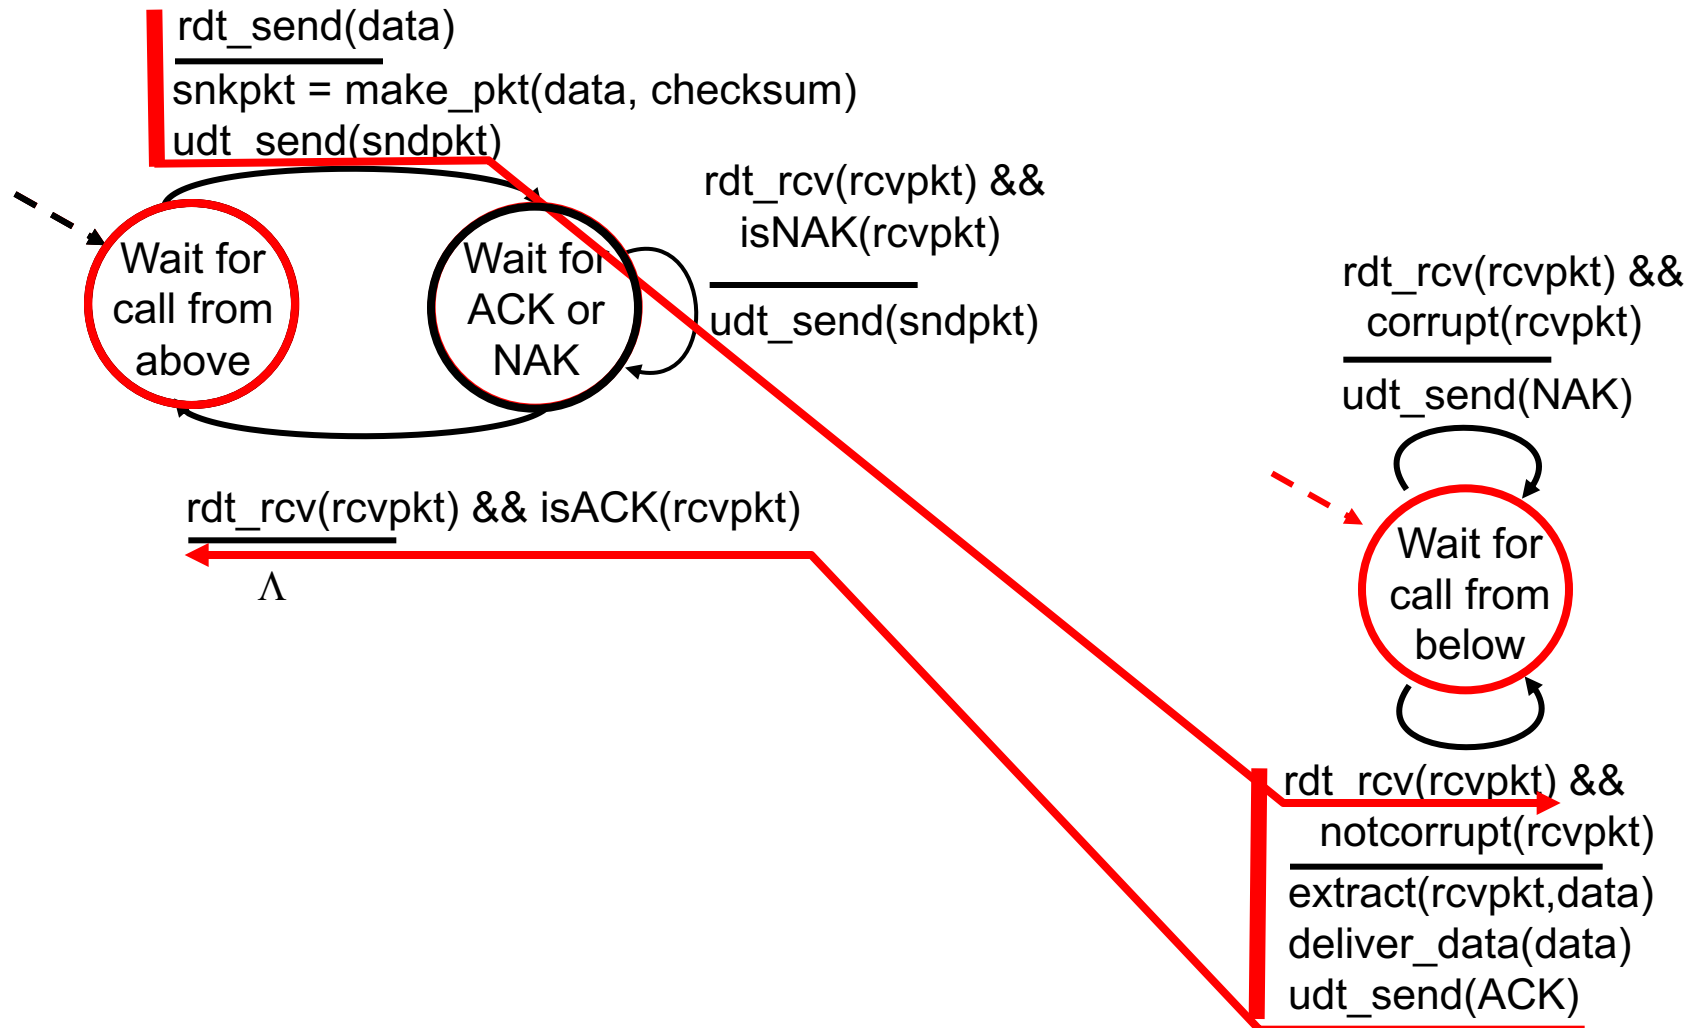 rdt_send(data)
snkpkt = make_pkt(data, checksum)
udt_send(sndpkt)
rdt_rcv(rcvpkt) &&
isNAK(rcvpkt)
udt_send(sndpkt)
Wait for
call from
above
Wait for
ACK or
NAK
rdt_rcv(rcvpkt) && isACK(rcvpkt)
Λ
rdt_rcv(rcvpkt) &&
corrupt(rcvpkt)
udt_send(NAK)
Wait for
call from
below
rdt_rcv(rcvpkt) &&
notcorrupt(rcvpkt)
extract(rcvpkt,data)
deliver_data(data)
udt_send(ACK)